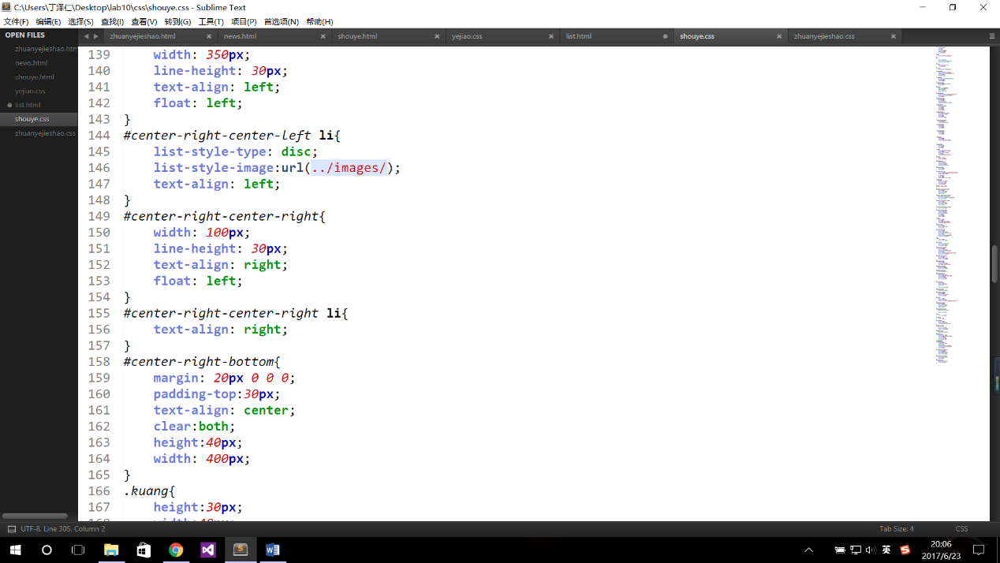 C:\Users\丁泽仁\Desktop\lab10\css\shouye.css - Sublime Text
文件(F) 编辑(E) 选择(S) 查找(I) 查看(V) 转到(G) 工具(T) 项目(P) 首选项(N) 帮助(H)
OPEN FILES
zhuanyejieshao.htm
news.html
shouye.html
yejiao.css
list.html
shouye.css
zhuanyejieshao.css
zhuanyejieshao.html news.html shouye.html yejiao.css list.html shouye.css zhuanyejieshao.css
139 width: 350px;
140 line-height: 30px;
141 text-align: left;
142 float: left;
143 }
144 #center-right-center-left li{
145 list-style-type: disc;
146 list-style-image:url(../images/);
147 text-align: left;
148 }
149 #center-right-center-right{
150 width: 100px;
151 line-height: 30px;
152 text-align: right;
153 float: left;
154 }
155 #center-right-center-right li{
156 text-align: right;
157 }
158 #center-right-bottom{
159 margin: 20px 0 0 0;
160 padding-top:30px;
161 text-align: center;
162 clear:both;
163 height:40px;
164 width: 400px;
165 }
166 .kuang{
167 height:30px;
UTF-8, Line 305, Column 2 Tab Size: 4 CSS
英
20:06
2017/6/23